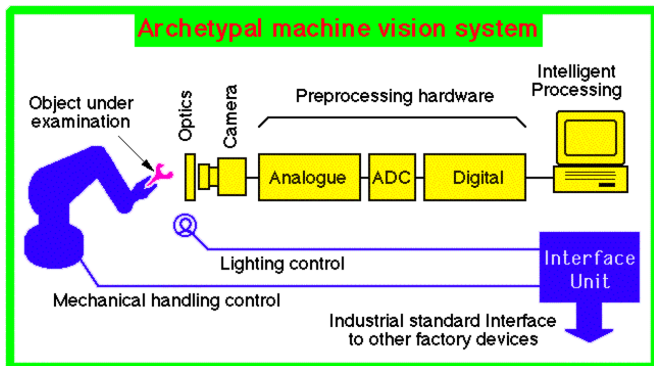 Archetypal machine vision system
Object under
examination
Optics
Camera
Preprocessing hardware
Intelligent
Processing
Analogue
ADC
Digital
Lighting control
Mechanical handling control
Interface
Unit
Industrial standard Interface
to other factory devices